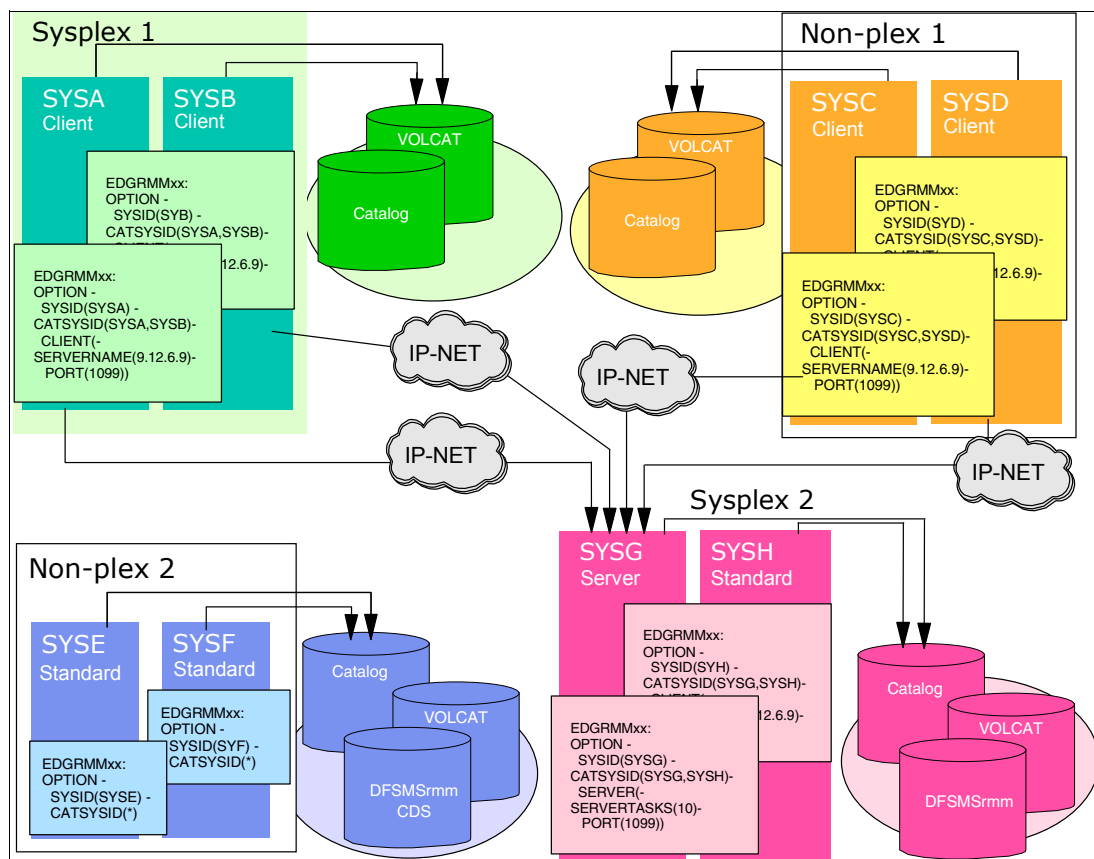 Sysplex 1
SYSA
Client
SYSB
Client
EDGRMMxx:
OPTION -
SYSID(SYB) -
CATSYSID(SYSA,SYSB)-
12.6.9)-
EDGRMMxx:
OPTION -
SYSID(SYSA) -
CATSYSID(SYSA,SYSB)-
CLIENT(-
SERVERNAME(9.12.6.9)-
PORT(1099))
VOLCAT
Catalog
Non-plex 1
SYSC
Client
SYSD
Client
VOLCAT
Catalog
EDGRMMxx:
OPTION -
SYSID(SYD) -
CATSYSID(SYSC,SYSD)-
12.6.9)-
EDGRMMxx:
OPTION -
SYSID(SYSC) -
CATSYSID(SYSC,SYSD)-
CLIENT(-
SERVERNAME(9.12.6.9)-
PORT(1099))
IP-NET
IP-NET
IP-NET
IP-NET
Non-plex 2
SYSE
Standard
SYSF
Standard
EDGRMMxx:
OPTION -
SYSID(SYF) -
CATSYSID(*)
EDGRMMxx:
OPTION -
SYSID(SYSE) -
CATSYSID(*)
Catalog
VOLCAT
DFSMSrmm
CDS
Sysplex 2
SYSG
Server
SYSH
Standard
EDGRMMxx:
OPTION -
SYSID(SYH) -
CATSYSID(SYSG,SYSH)-
12.6.9)-
EDGRMMxx:
OPTION -
SYSID(SYSG) -
CATSYSID(SYSG,SYSH)-
SERVER(-
SERVERTASKS(10)-
PORT(1099))
Catalog
VOLCAT
DFSMSrmm